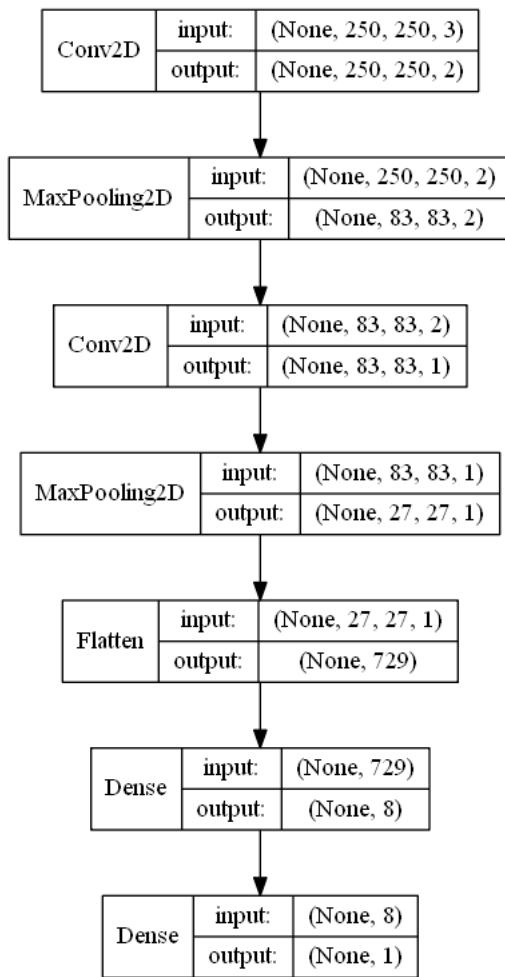 Conv2D
input: (None, 250, 250, 3)
output: (None, 250, 250, 2)
MaxPooling2D
input: (None, 250, 250, 2)
output: (None, 83, 83, 2)
Conv2D
input: (None, 83, 83, 2)
output: (None, 83, 83, 1)
MaxPooling2D
input: (None, 83, 83, 1)
output: (None, 27, 27, 1)
Flatten
input: (None, 27, 27, 1)
output: (None, 729)
Dense
input: (None, 729)
output: (None, 8)
Dense
input: (None, 8)
output: (None, 1)